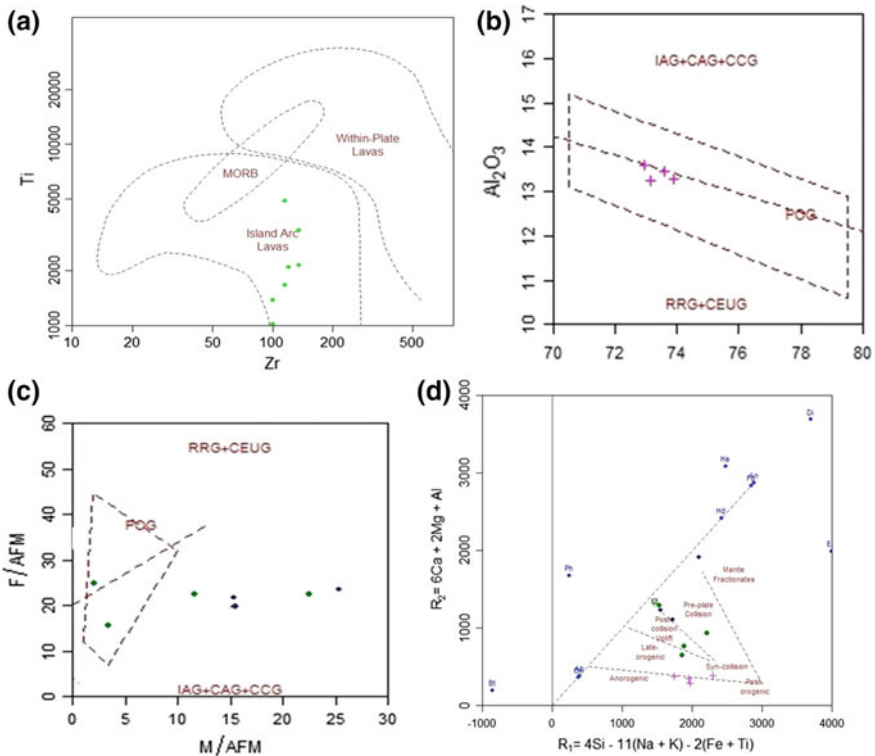 (a)
Ti
20000
10000
5000
2000
1000
Within-Plate
Lavas
MORB
Island Arc
Lavas
10 20 50 100 200 500
Zr
(b)
Al2O3
17
16
15
14
13
12
11
10
IAG+CAG+CCG
POG
RRG+CEUG
70 72 74 76 78 80
(c)
F/AFM
60
50
40
30
20
10
0
RRG+CEUG
POG
IAG+CAG+CCG
0 5 10 15 20 25 30
M/AFM
(d)
R2= 6Ca + 2Mg + Al
4000
3000
2000
1000
0
Di
Ha
An
Hd
E
Ph
Mantle
Fractionates
Pre-plate
Collision
Post-
collision
Uplift
Late-
orogenic
Syn-collision
Ab
Anorogenic
Post-
orogenic
Bt
-1000 0 1000 2000 3000 4000
R1= 4Si - 11(Na + K) - 2(Fe + Ti)